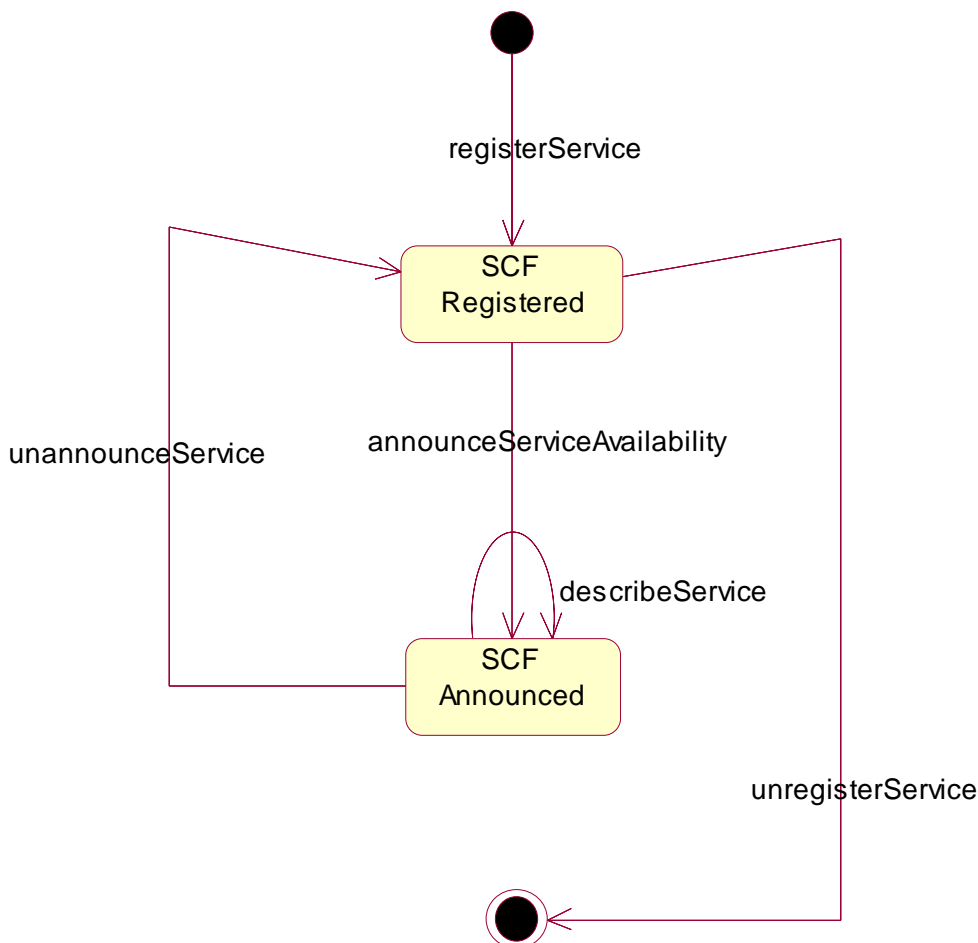 registerService
SCF
Registered
unannounceService
announceServiceAvailability
describeService
SCF
Announced
unregisterService